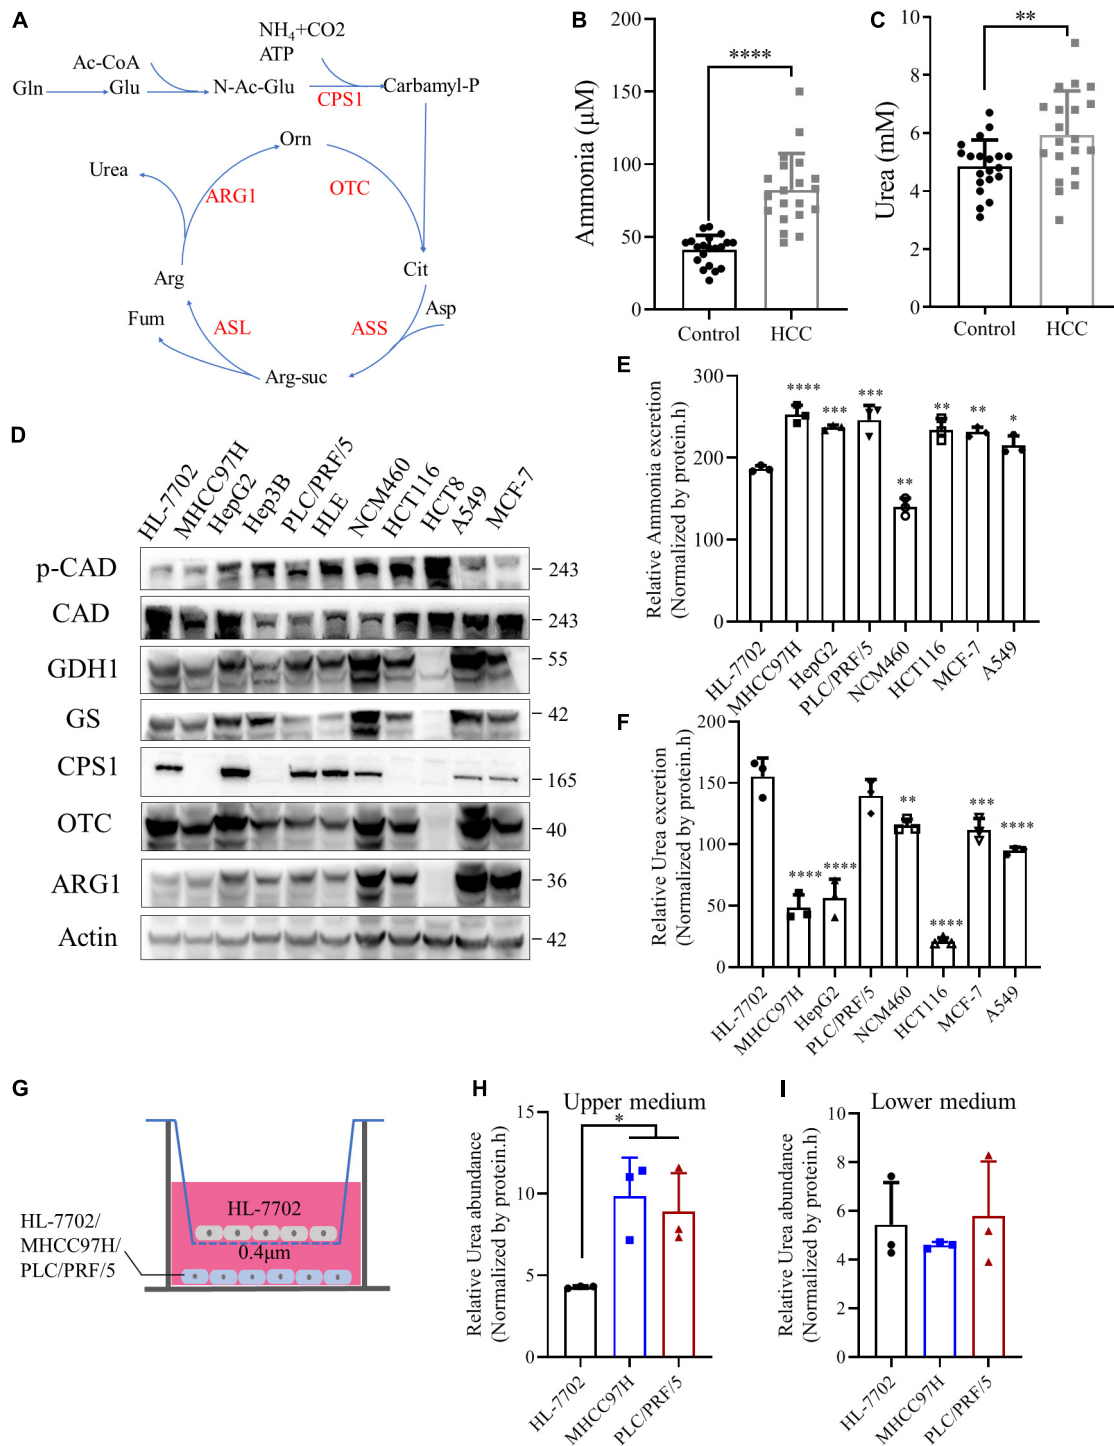 A
NH4+CO2
ATP
Ac-CoA
Gln
Glu
N-Ac-Glu
CPS1
Carbamyl-P
Orn
Urea
ARG1
OTC
Arg
Cit
Asp
Fum
ASL
ASS
Arg-suc
B
Ammonia (μM)
200
150
100
50
0
****
Control
HCC
C
Urea (mM)
10
8
6
4
2
0
**
Control
HCC
D
HL-7702
MHCC97H
HepG2
Hep3B
PLC/PRF/5
HLE
NCM460
HCT116
HCT8
A549
MCF-7
p-CAD
243
CAD
243
GDH1
55
GS
42
CPS1
165
OTC
40
ARG1
36
Actin
42
E
Relative Ammonia excretion
(Normalized by protein.h)
300
200
100
0
****
***
***
**
**
**
*
HL-7702
MHCC97H
HepG2
PLC/PRF/5
NCM460
HCT116
MCF-7
A549
F
Relative Urea excretion
(Normalized by protein.h)
200
150
100
50
0
****
****
**
****
***
****
HL-7702
MHCC97H
HepG2
PLC/PRF/5
NCM460
HCT116
MCF-7
A549
G
HL-7702
0.4μm
HL-7702/
MHCC97H/
PLC/PRF/5
H
Upper medium
Relative Urea abundance
(Normalized by protein.h)
15
10
5
0
*
HL-7702
MHCC97H
PLC/PRF/5
I
Lower medium
Relative Urea abundance
(Normalized by protein.h)
10
8
6
4
2
0
HL-7702
MHCC97H
PLC/PRF/5